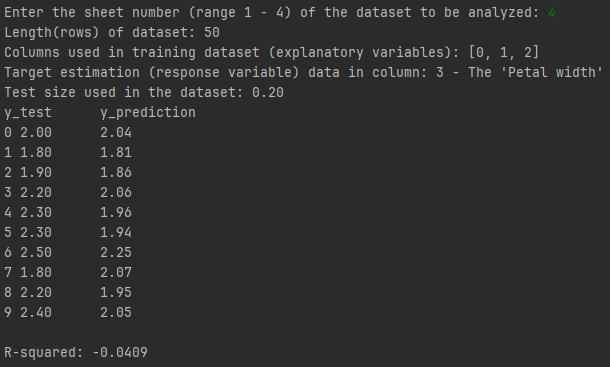 Enter the sheet number (range 1 - 4) of the dataset to be analyzed: 4
Length(rows) of dataset: 50
Columns used in training dataset (explanatory variables): [0, 1, 2]
Target estimation (response variable) data in column: 3 - The 'Petal width'
Test size used in the dataset: 0.20
y_test y_prediction
0 2.00 2.04
1 1.80 1.81
2 1.90 1.86
3 2.20 2.06
4 2.30 1.96
5 2.30 1.94
6 2.50 2.25
7 1.80 2.07
8 2.20 1.95
9 2.40 2.05
R-squared: -0.0409